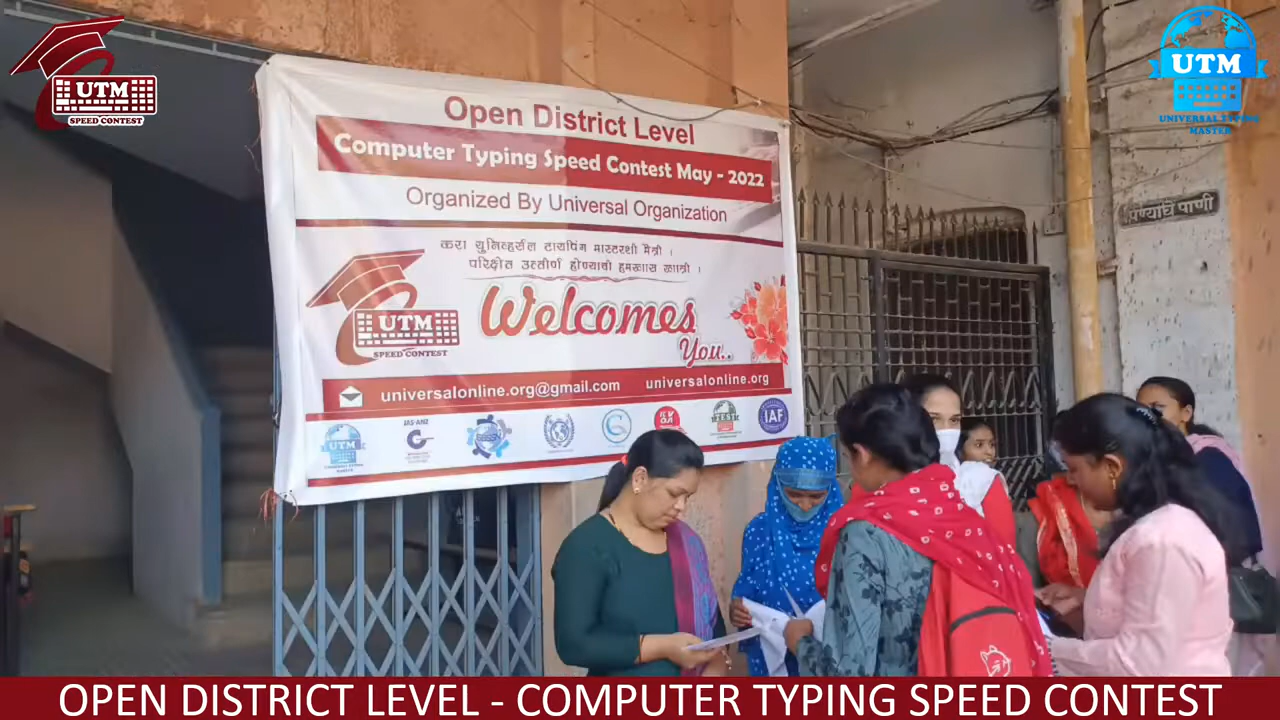 UTM
SPEED CONTEST
UTM
UNIVERSAL TYPING
MASTER
Open District Level
Computer Typing Speed Contest May - 2022
Organized By Universal Organization
करा युनिव्हर्सल टायपिंग मास्टरशी मैत्री ।
परिक्षेत उत्तीर्ण होण्याची हमखास खात्री ।
UTM
SPEED CONTEST
Welcomes
You..
universalonline.org@gmail.com universalonline.org
UTM
JAS-ANZ
IAF
पिण्याचे पाणी
OPEN DISTRICT LEVEL - COMPUTER TYPING SPEED CONTEST